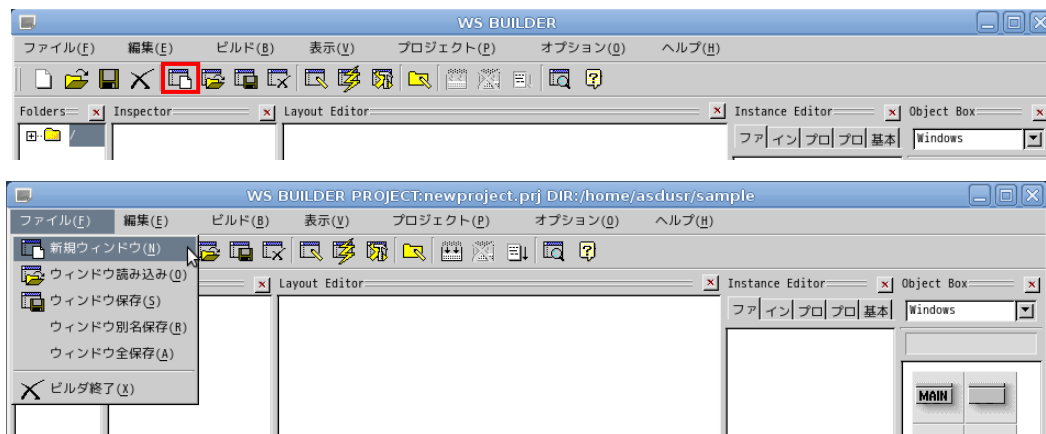 WS BUILDER
ファイル(F) 編集(E) ビルド(B) 表示(V) プロジェクト(P) オプション(O) ヘルプ(H)
Folders Inspector Layout Editor Instance Editor Object Box
/ ファ イン プロ プロ 基本 Windows
WS BUILDER PROJECT:newproject.prj DIR:/home/asdusr/sample
ファイル(F) 編集(E) ビルド(B) 表示(V) プロジェクト(P) オプション(O) ヘルプ(H)
新規ウィンドウ(N)
ウィンドウ読み込み(O)
Layout Editor Instance Editor Object Box
ウィンドウ保存(S)
ファ イン プロ プロ 基本 Windows
ウィンドウ別名保存(R)
ウィンドウ全保存(A)
ビルダ終了(X)
MAIN